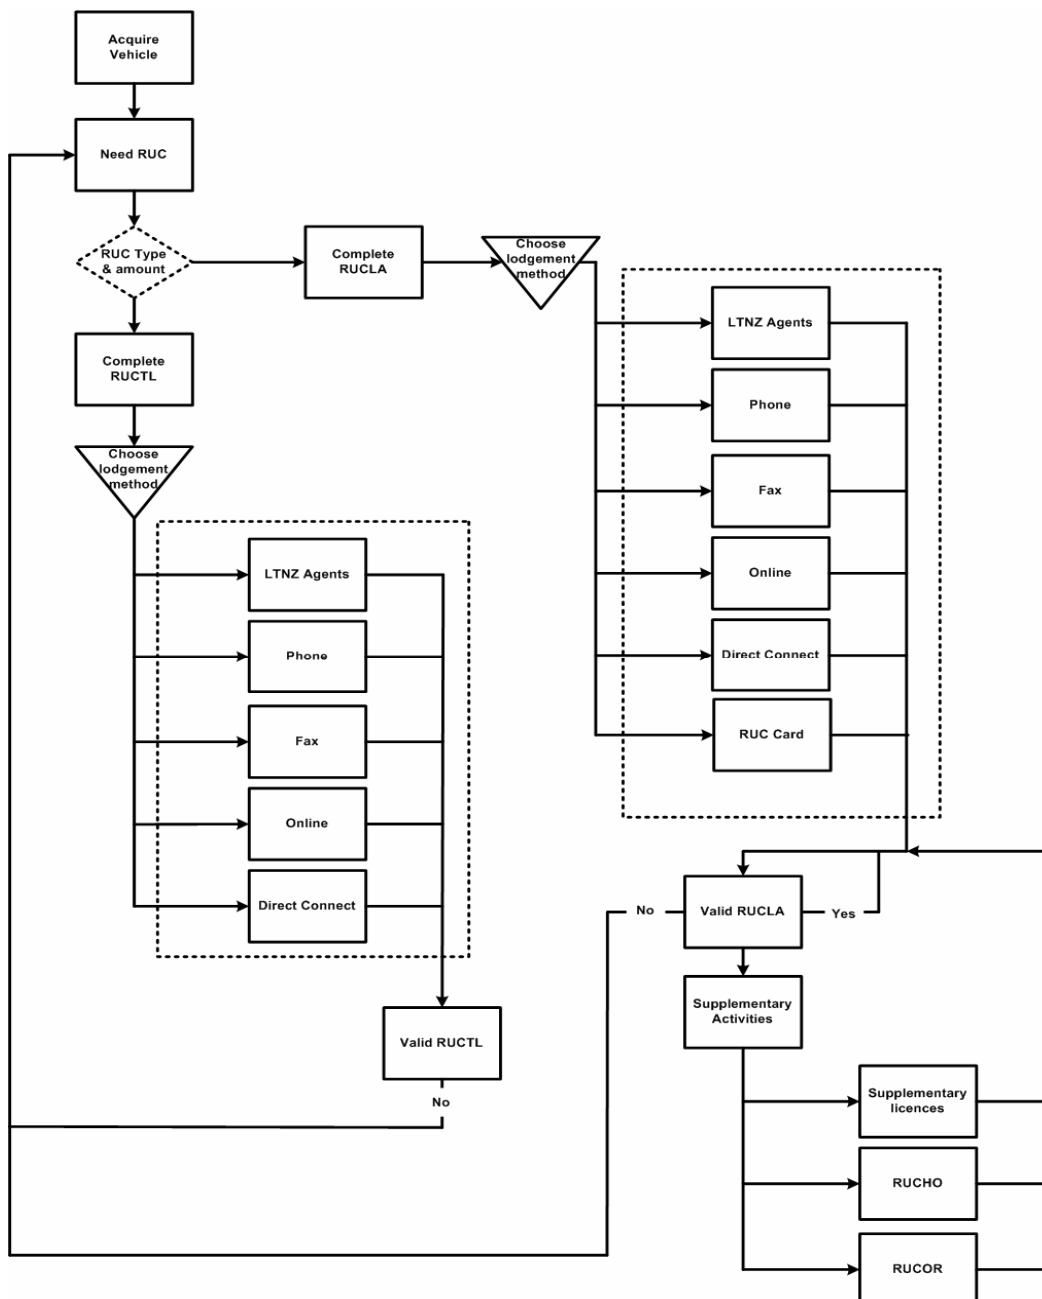 Acquire
Vehicle
Need RUC
RUC Type
& amount
Complete
RUCLA
Choose
lodgement
method
LTNZ Agents
Phone
Fax
Online
Direct Connect
RUC Card
Complete
RUCTL
Choose
lodgement
method
LTNZ Agents
Phone
Fax
Online
Direct Connect
Valid RUCTL
No
No
Valid RUCLA
Yes
Supplementary
Activities
Supplementary
licences
RUCHO
RUCOR